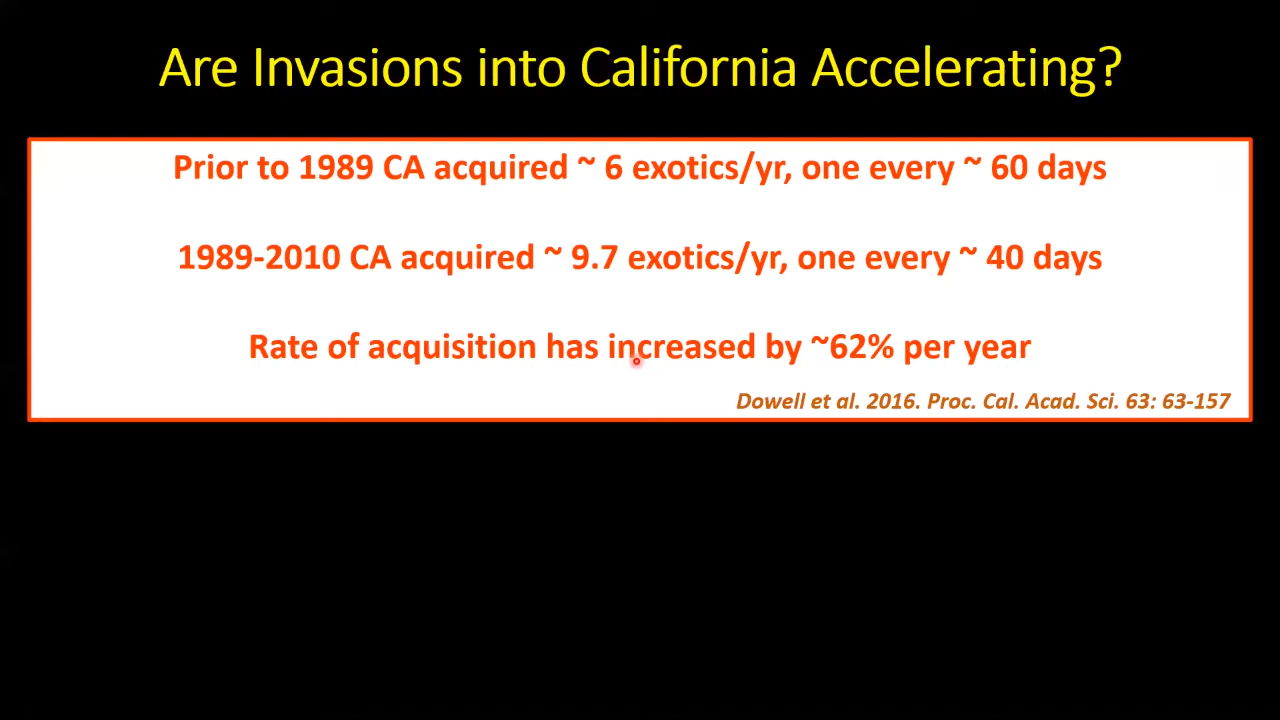 Are Invasions into California Accelerating?
Prior to 1989 CA acquired ~ 6 exotics/yr, one every ~ 60 days
1989-2010 CA acquired ~ 9.7 exotics/yr, one every ~ 40 days
Rate of acquisition has increased by ~62% per year
Dowell et al. 2016. Proc. Cal. Acad. Sci. 63: 63-157